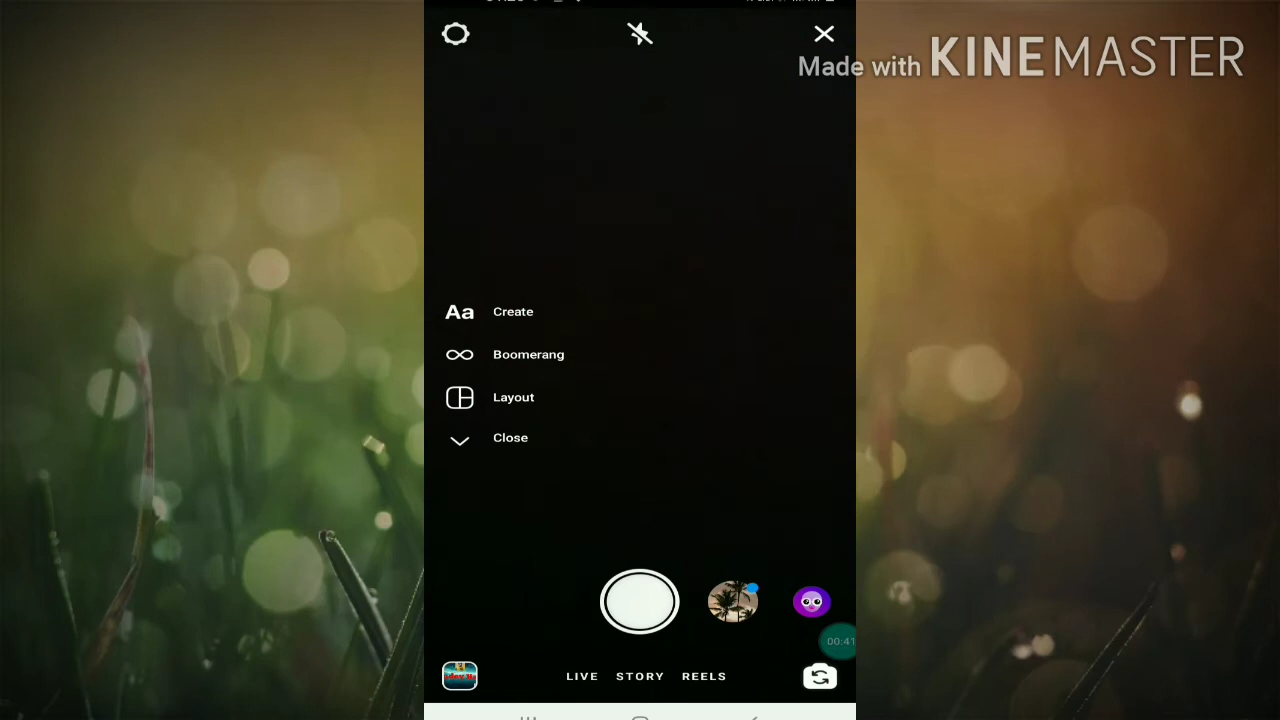 Made with KINEMASTER
Aa Create
Boomerang
Layout
Close
00:41
LIVE STORY REELS